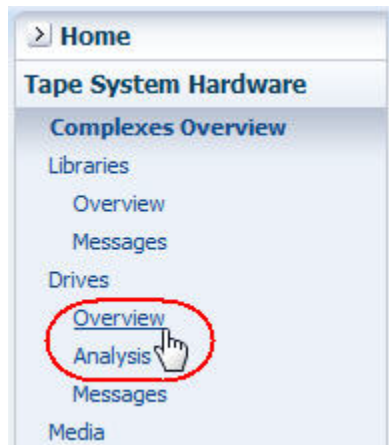 Home
Tape System Hardware
Complexes Overview
Libraries
Overview
Messages
Drives
Overview
Analysis
Messages
Media